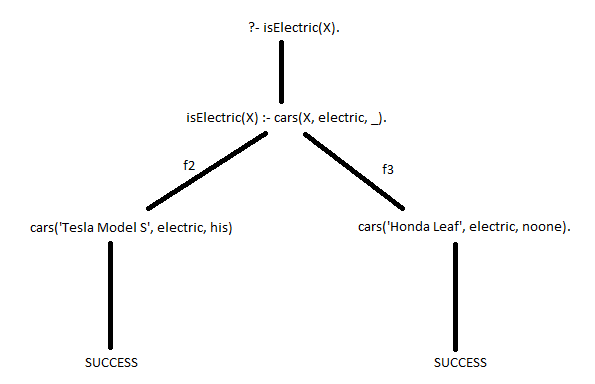 ?- isElectric(X).
isElectric(X) :- cars(X, electric, _).
f2
f3
cars('Tesla Model S', electric, his)
cars('Honda Leaf', electric, noone).
SUCCESS
SUCCESS